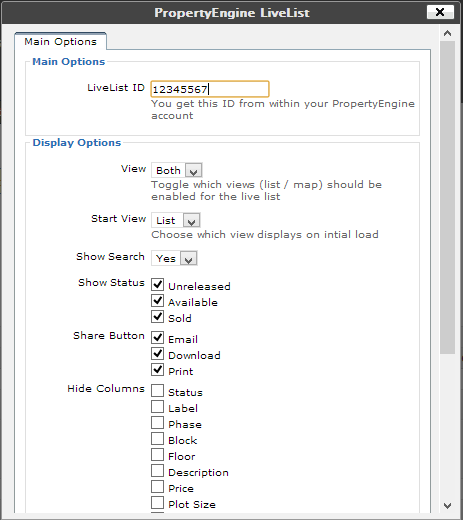 PropertyEngine LiveList
Main Options
Main Options
LiveList ID 12345567
You get this ID from within your PropertyEngine
account
Display Options
View Both
Toggle which views (list / map) should be
enabled for the live list
Start View List
Choose which view displays on intial load
Show Search Yes
Show Status Unreleased
Available
Sold
Share Button Email
Download
Print
Hide Columns Status
Label
Phase
Block
Floor
Description
Price
Plot Size